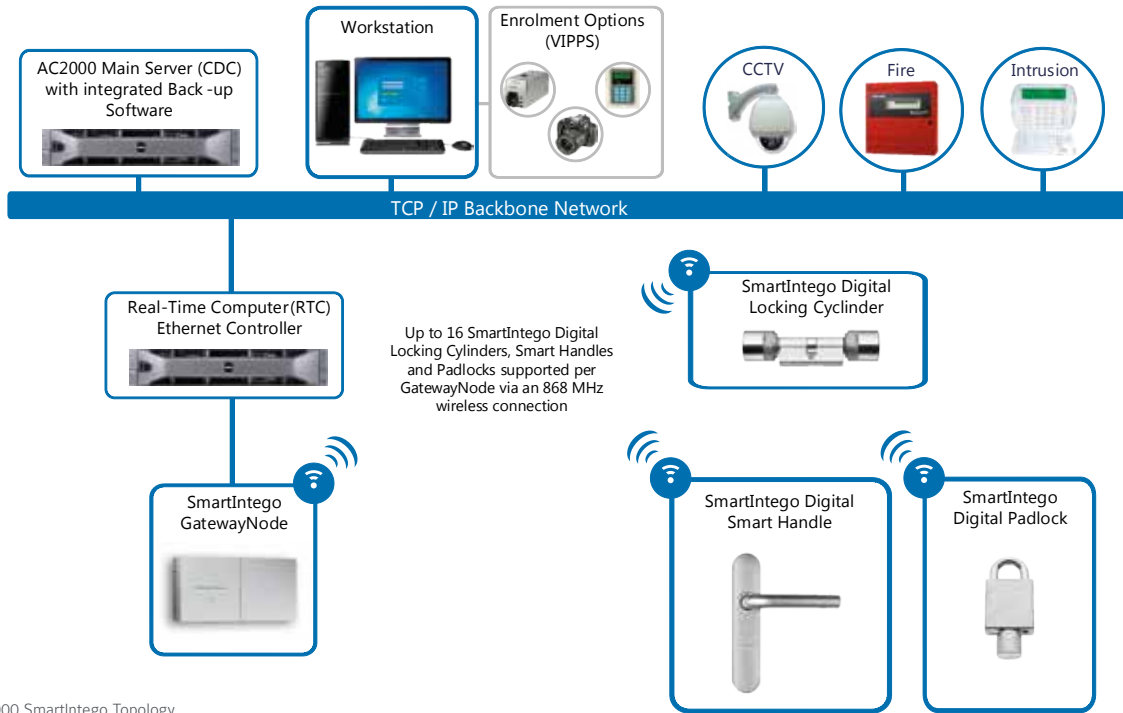 Workstation
Enrolment Options
(VIPPS)
AC2000 Main Server (CDC)
with integrated Back -up
Software
CCTV
Fire
Intrusion
TCP / IP Backbone Network
Real-Time Computer(RTC)
Ethernet Controller
Up to 16 SmartIntego Digital
Locking Cylinders, Smart Handles
and Padlocks supported per
GatewayNode via an 868 MHz
wireless connection
SmartIntego Digital
Locking Cyclinder
SmartIntego
GatewayNode
SmartIntego Digital
Smart Handle
SmartIntego
Digital Padlock
00 SmartIntego Topology